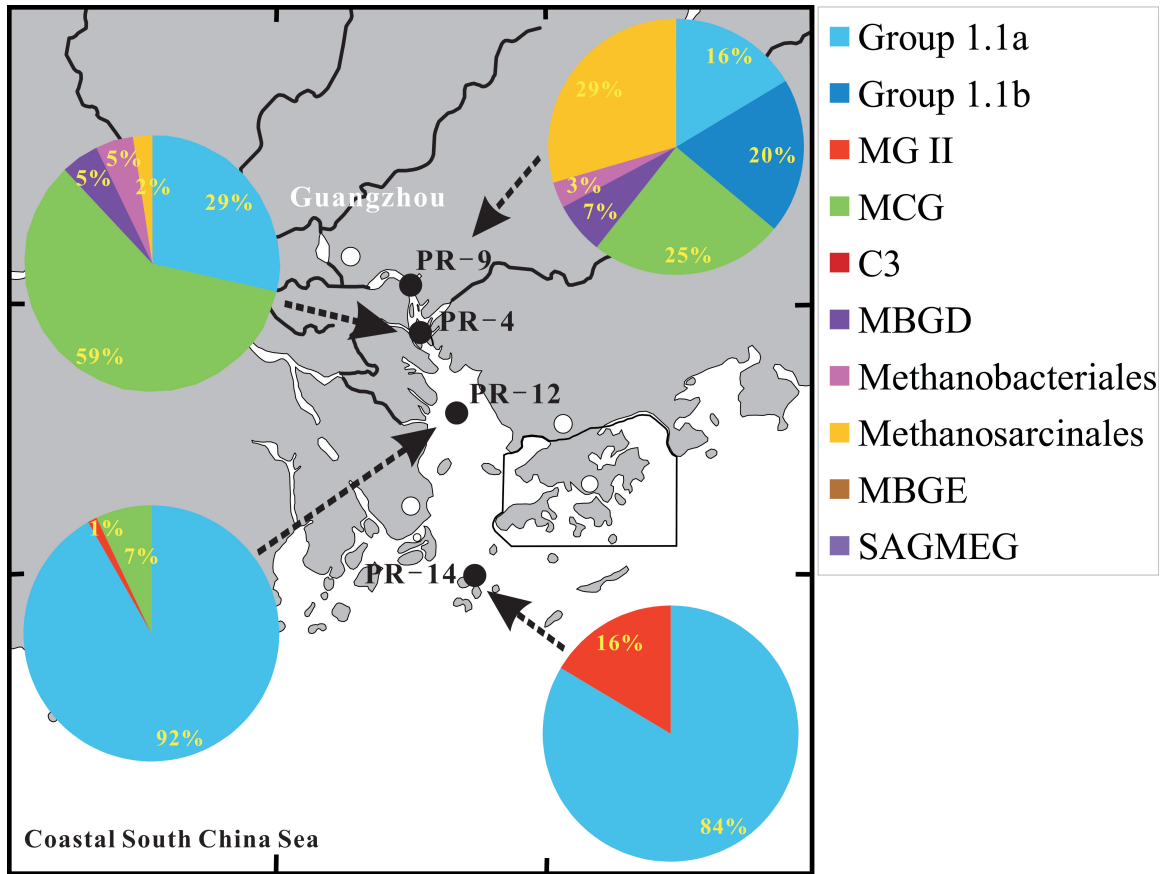 16%
29%
20%
3%
7%
25%
5%
5%
2%
29%
59%
Guangzhou
PR-9
PR-4
PR-12
PR-14
1%
7%
92%
16%
84%
Coastal South China Sea
Group 1.1a
Group 1.1b
MG II
MCG
C3
MBGD
Methanobacteriales
Methanosarcinales
MBGE
SAGMEG